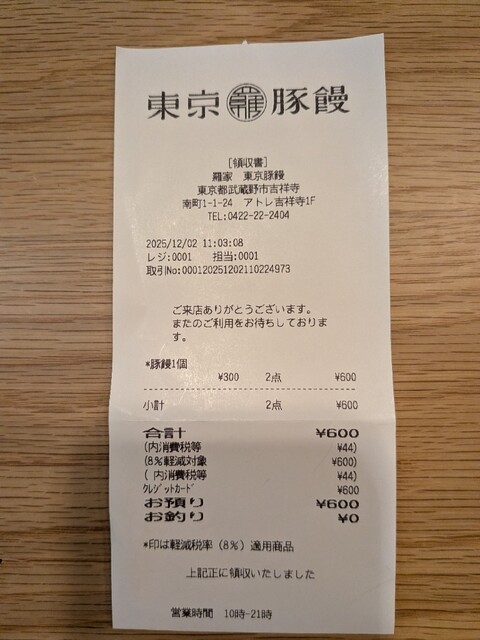 東京 羅 豚饅
[領収書]
羅家 東京豚饅
東京都武蔵野市吉祥寺
南町1-1-24 アトレ吉祥寺1F
TEL:0422-22-2404
2025/12/02 11:03:08
レジ:0001 担当:0001
取引No:000120251202110224973
ご来店ありがとうございます。
またのご利用をお待ちしておりま
す。
*豚饅1個
¥300 2点 ¥600
小計 2点 ¥600
合計 ¥600
(内消費税等 ¥44)
(8%軽減対象 ¥600)
( 内消費税等 ¥44)
クレジットカード ¥600
お預り ¥600
お釣り ¥0
*印は軽減税率(8%)適用商品
上記正に領収いたしました
営業時間 10時-21時